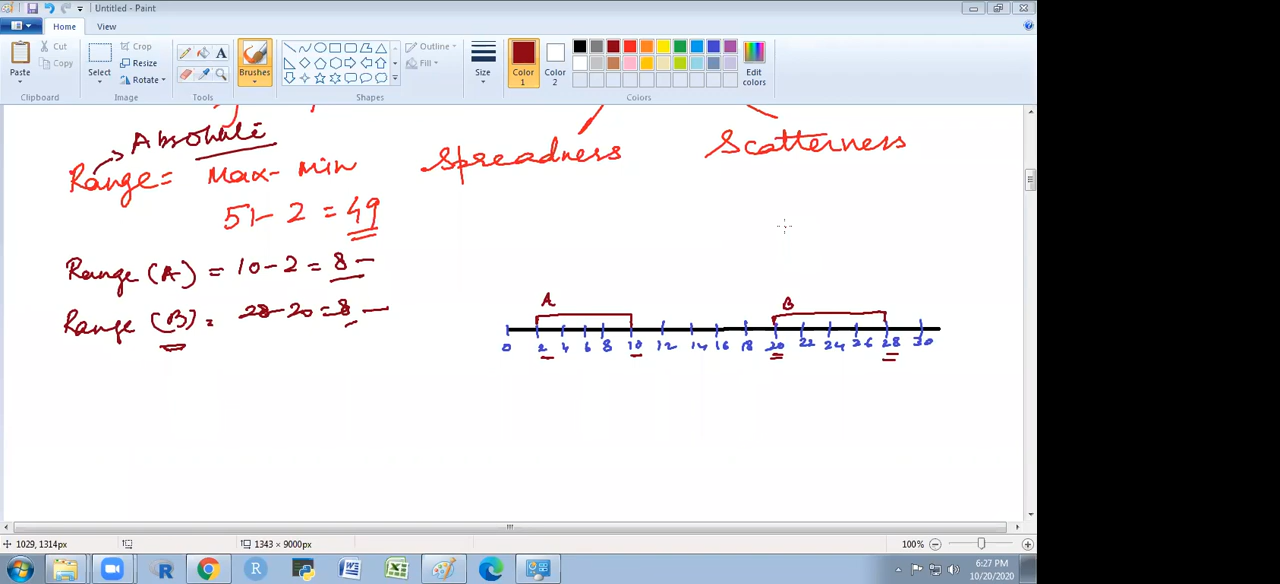 Untitled - Paint
Home View
Paste Cut Copy Clipboard
Select Crop Resize Rotate Image
Tools
Brushes
Shapes Outline Fill
Size
Color 1 Color 2 Edit colors Colors
Absolute
Range = Max - Min Spreadness Scatterness
51 - 2 = 49
Range (A) = 10 - 2 = 8
Range (B) = 28 - 20 = 8
A B
0 2 4 6 8 10 12 14 16 18 20 22 24 26 28 30
1029, 1314px 1343 × 9000px 100%
6:27 PM
10/20/2020